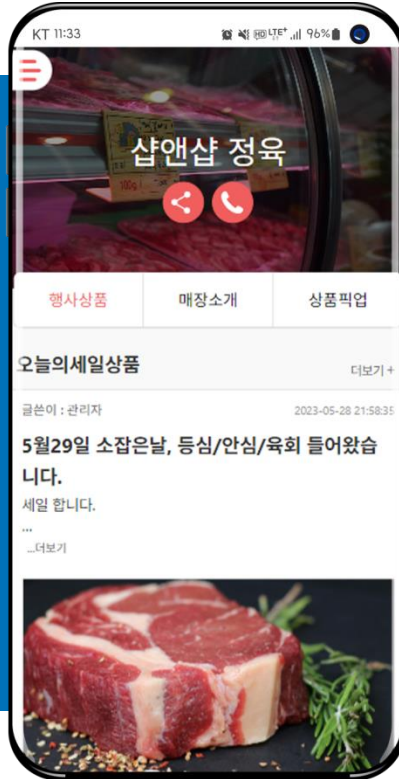 KT 11:33
HD LTE+ 96%
샵앤샵 정육
행사상품 매장소개 상품픽업
오늘의세일상품 더보기 +
글쓴이 : 관리자 2023-05-28 21:58:35
5월29일 소잡은날, 등심/안심/육회 들어왔습
니다.
세일 합니다.
...
...더보기